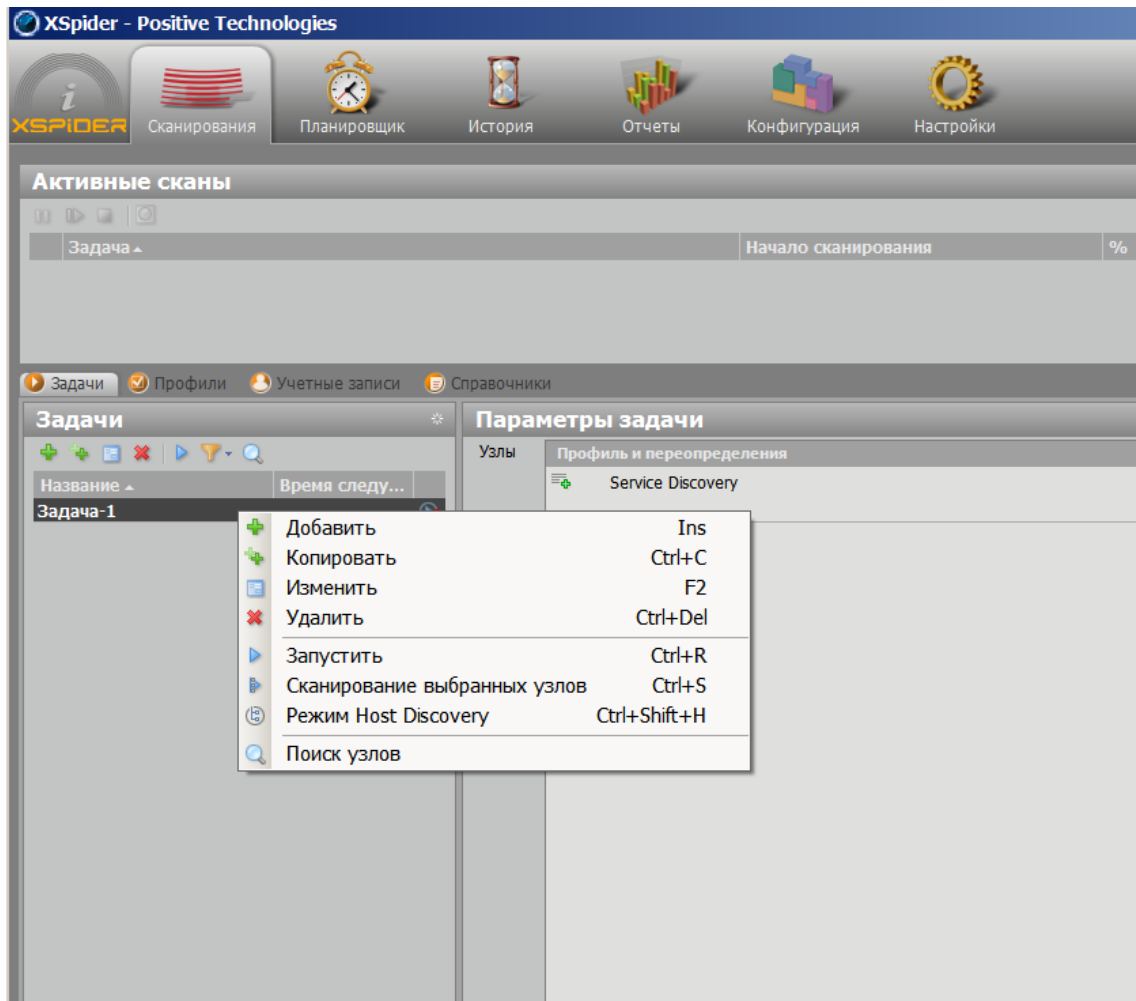 XSpider - Positive Technologies
i
XSPIDER
Сканирования
Планировщик
История
Отчеты
Конфигурация
Настройки
Активные сканы
Задача
Начало сканирования
%
Задачи
Профили
Учетные записи
Справочники
Задачи
Параметры задачи
Узлы
Профиль и переопределения
Название
Время следу...
Service Discovery
Задача-1
Добавить Ins
Копировать Ctrl+C
Изменить F2
Удалить Ctrl+Del
Запустить Ctrl+R
Сканирование выбранных узлов Ctrl+S
Режим Host Discovery Ctrl+Shift+H
Поиск узлов